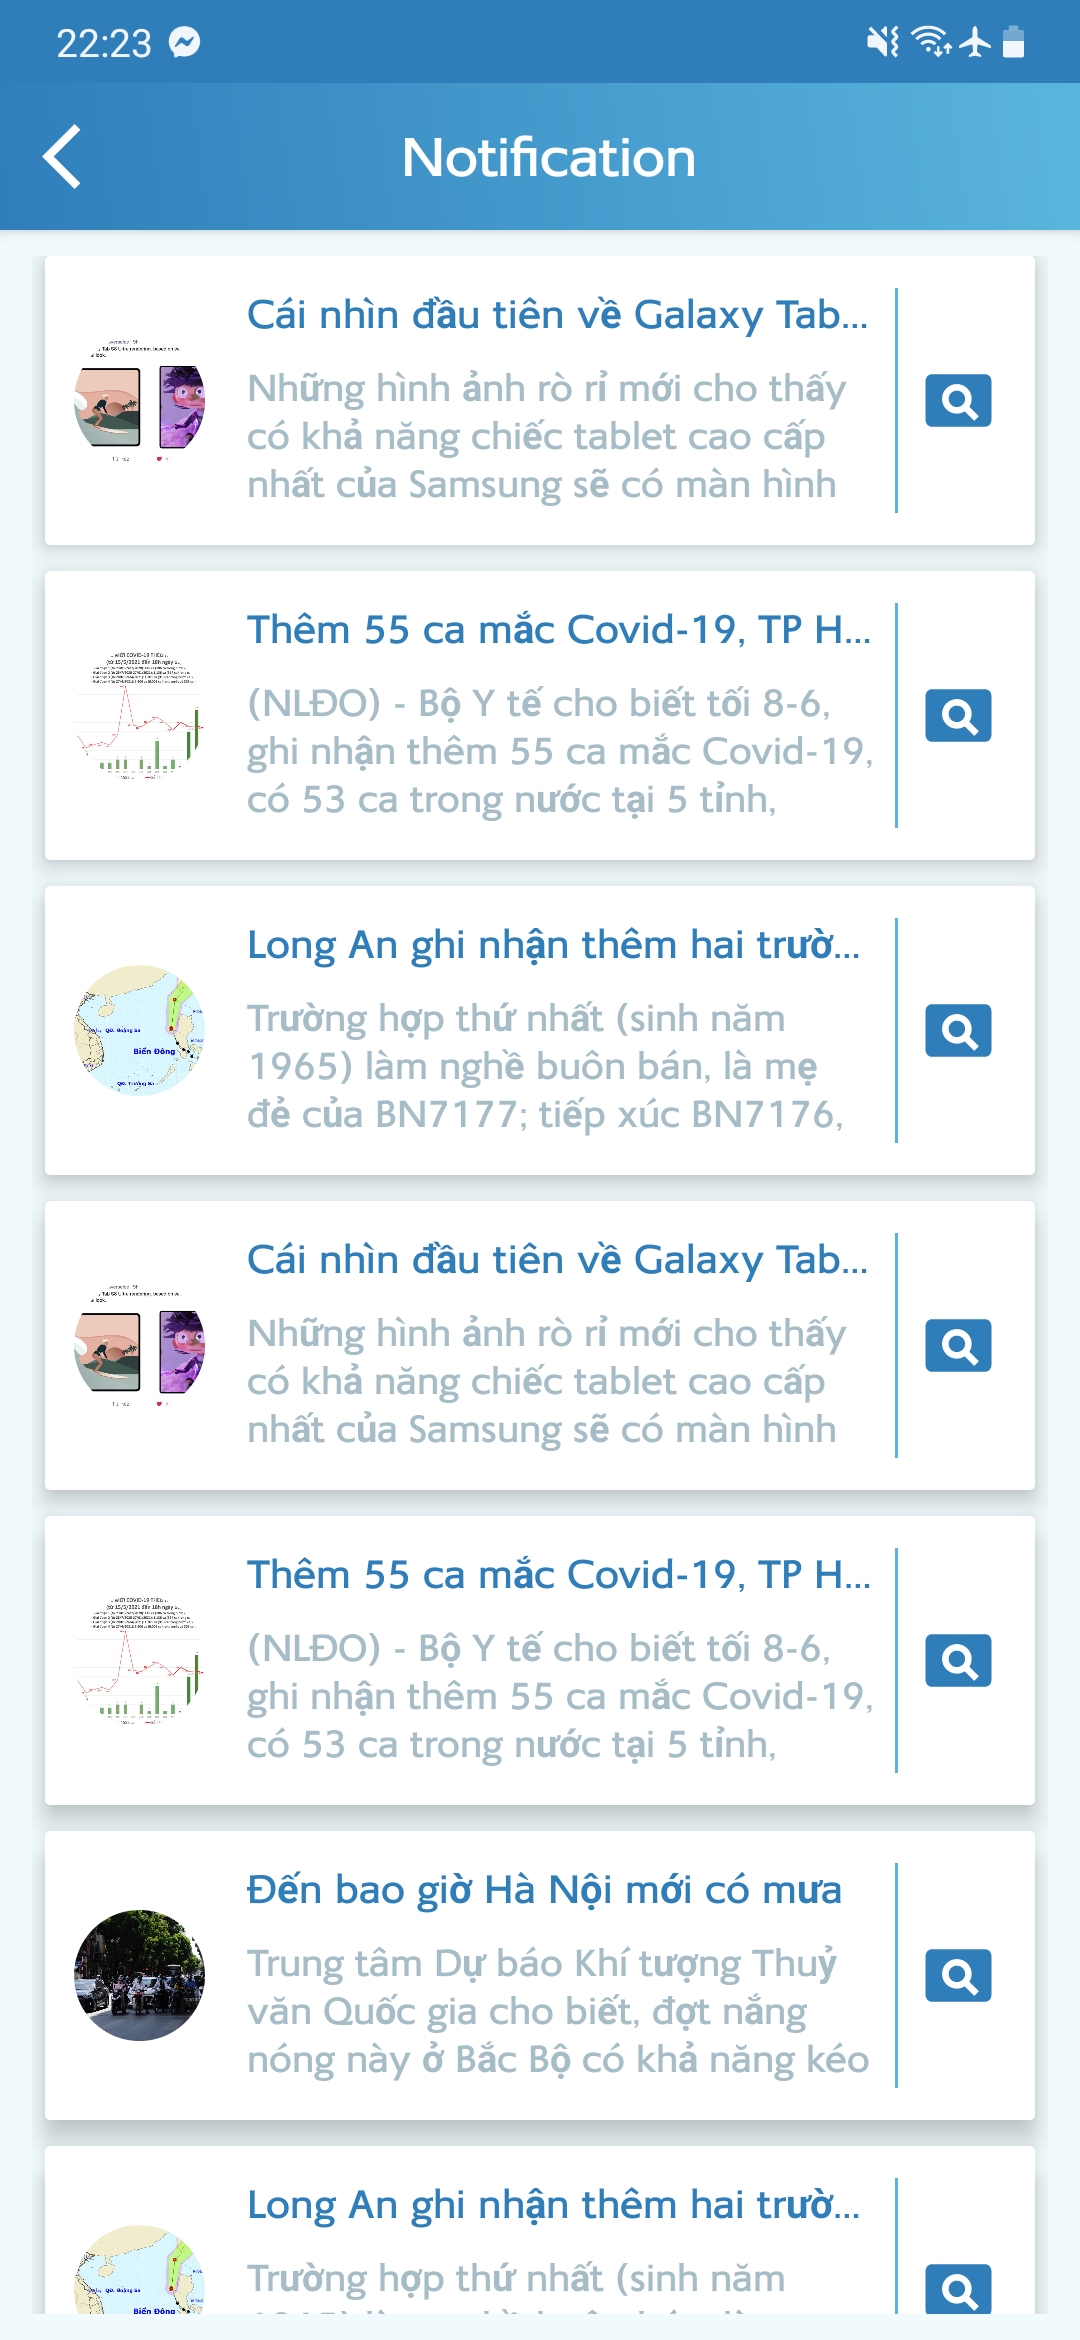 22:23
Notification
Cái nhìn đầu tiên về Galaxy Tab...
Những hình ảnh rò rỉ mới cho thấy
có khả năng chiếc tablet cao cấp
nhất của Samsung sẽ có màn hình
Thêm 55 ca mắc Covid-19, TP H...
(NLĐO) - Bộ Y tế cho biết tối 8-6,
ghi nhận thêm 55 ca mắc Covid-19,
có 53 ca trong nước tại 5 tỉnh,
Long An ghi nhận thêm hai trườ...
Trường hợp thứ nhất (sinh năm
1965) làm nghề buôn bán, là mẹ
đẻ của BN7177; tiếp xúc BN7176,
QĐ. Hoàng Sa
Biển Đông
QĐ. Trường Sa
Cái nhìn đầu tiên về Galaxy Tab...
Những hình ảnh rò rỉ mới cho thấy
có khả năng chiếc tablet cao cấp
nhất của Samsung sẽ có màn hình
Thêm 55 ca mắc Covid-19, TP H...
(NLĐO) - Bộ Y tế cho biết tối 8-6,
ghi nhận thêm 55 ca mắc Covid-19,
có 53 ca trong nước tại 5 tỉnh,
Đến bao giờ Hà Nội mới có mưa
Trung tâm Dự báo Khí tượng Thuỷ
văn Quốc gia cho biết, đợt nắng
nóng này ở Bắc Bộ có khả năng kéo
Long An ghi nhận thêm hai trườ...
Trường hợp thứ nhất (sinh năm
QĐ. Hoàng Sa
Biển Đông